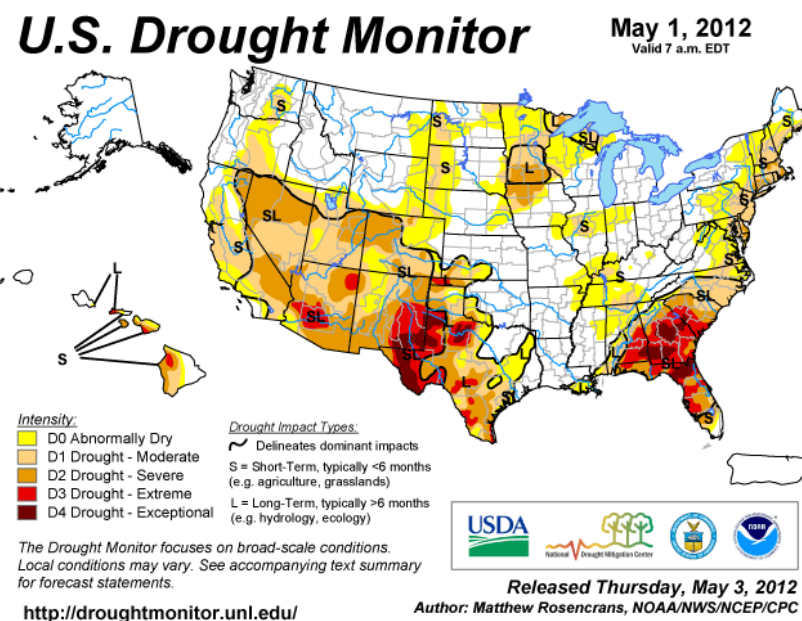 U.S. Drought Monitor
May 1, 2012
Valid 7 a.m. EDT
S
S
L
SL
S
S
L
S
S
SL
S
S
S
SL
S
S
SL
L
SL
SL
L
SL
L
L
SL
L
L
S
S
S
Intensity:
D0 Abnormally Dry
D1 Drought - Moderate
D2 Drought - Severe
D3 Drought - Extreme
D4 Drought - Exceptional
Drought Impact Types:
Delineates dominant impacts
S = Short-Term, typically <6 months
(e.g. agriculture, grasslands)
L = Long-Term, typically >6 months
(e.g. hydrology, ecology)
The Drought Monitor focuses on broad-scale conditions.
Local conditions may vary. See accompanying text summary
for forecast statements.
http://droughtmonitor.unl.edu/
USDA
National Drought Mitigation Center
NOAA
Released Thursday, May 3, 2012
Author: Matthew Rosencrans, NOAA/NWS/NCEP/CPC